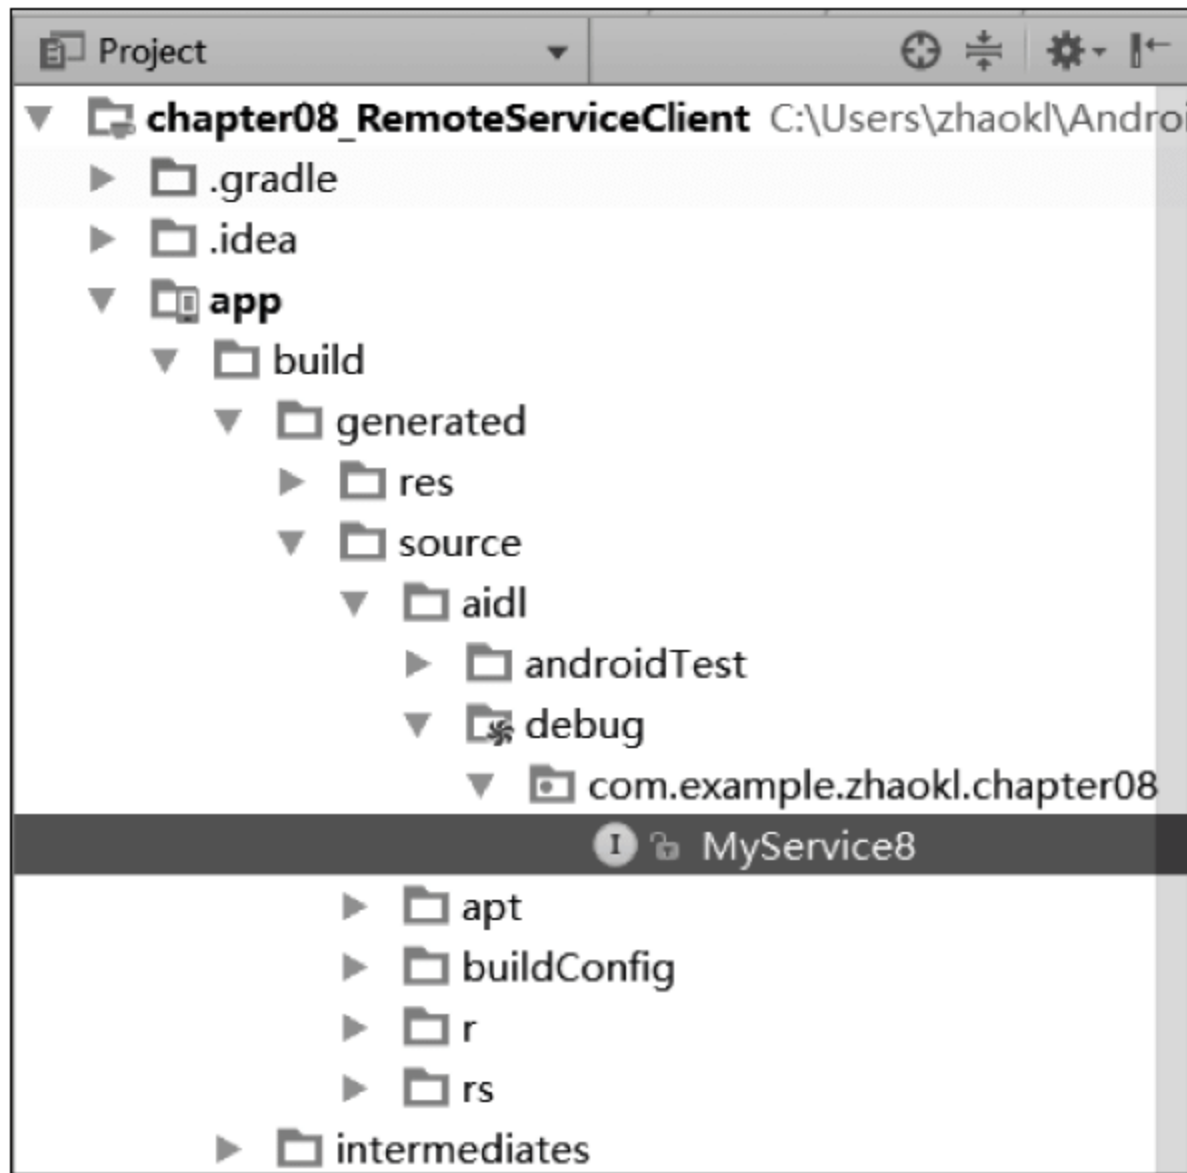 Project
chapter08_RemoteServiceClient C:\Users\zhaokl\Androi
.gradle
.idea
app
build
generated
res
source
aidl
androidTest
debug
com.example.zhaokl.chapter08
I MyService8
apt
buildConfig
r
rs
intermediates